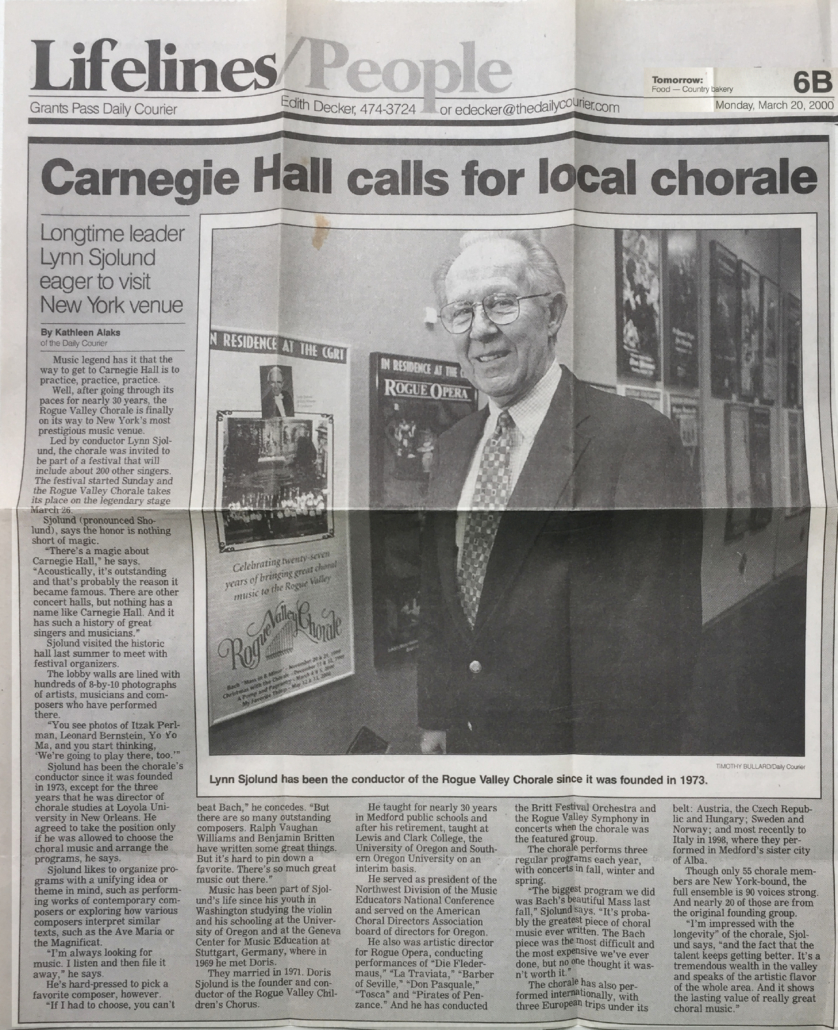 Lifelines/People
Tomorrow:
Food — Country bakery
6B
Grants Pass Daily Courier
Edith Decker, 474-3724
or edecker@thedailycourier.com
Monday, March 20, 2000
Carnegie Hall calls for local chorale
Longtime leader
Lynn Sjolund
eager to visit
New York venue
By Kathleen Alaks
of the Daily Courier
Music legend has it that the
way to get to Carnegie Hall is to
practice, practice, practice.
Well, after going through its
paces for nearly 30 years, the
Rogue Valley Chorale is finally
on its way to New York's most
prestigious music venue.
Led by conductor Lynn Sjol-
und, the chorale was invited to
be part of a festival that will
include about 200 other singers.
The festival started Sunday and
the Rogue Valley Chorale takes
its place on the legendary stage
March 26.
Sjolund (pronounced Sho-
lund), says the honor is nothing
short of magic.
"There's a magic about
Carnegie Hall," he says.
"Acoustically, it's outstanding
and that's probably the reason it
became famous. There are other
concert halls, but nothing has a
name like Carnegie Hall. And it
has such a history of great
singers and musicians."
Sjolund visited the historic
hall last summer to meet with
festival organizers.
The lobby walls are lined with
hundreds of 8-by-10 photographs
of artists, musicians and com-
posers who have performed
there.
"You see photos of Itzak Perl-
man, Leonard Bernstein, Yo Yo
Ma, and you start thinking,
'We're going to play there, too.'"
Sjolund has been the chorale's
conductor since it was founded
in 1973, except for the three
years that he was director of
chorale studies at Loyola Uni-
versity in New Orleans. He
agreed to take the position only
if he was allowed to choose the
choral music and arrange the
programs, he says.
Sjolund likes to organize pro-
grams with a unifying idea or
theme in mind, such as perform-
ing works of contemporary com-
posers or exploring how various
composers interpret similar
texts, such as the Ave Maria or
the Magnificat.
"I'm always looking for
music. I listen and then file it
away," he says.
He's hard-pressed to pick a
favorite composer, however.
"If I had to choose, you can't
N RESIDENCE AT THE CGRT
IN RESIDENCE AT THE
ROGUE OPERA
Celebrating twenty-seven
years of bringing great choral
music to the Rogue Valley
Rogue Valley Chorale
TIMOTHY BULLARD/Daily Courier
Lynn Sjolund has been the conductor of the Rogue Valley Chorale since it was founded in 1973.
beat Bach," he concedes. "But
there are so many outstanding
composers. Ralph Vaughan
Williams and Benjamin Britten
have written some great things.
But it's hard to pin down a
favorite. There's so much great
music out there."
Music has been part of Sjol-
und's life since his youth in
Washington studying the violin
and his schooling at the Univer-
sity of Oregon and at the Geneva
Center for Music Education at
Stuttgart, Germany, where in
1969 he met Doris.
They married in 1971. Doris
Sjolund is the founder and con-
ductor of the Rogue Valley Chil-
dren's Chorus.
He taught for nearly 30 years
in Medford public schools and
after his retirement, taught at
Lewis and Clark College, the
University of Oregon and South-
ern Oregon University on an
interim basis.
He served as president of the
Northwest Division of the Music
Educators National Conference
and served on the American
Choral Directors Association
board of directors for Oregon.
He also was artistic director
for Rogue Opera, conducting
performances of "Die Fleder-
maus," "La Traviata," "Barber
of Seville," "Don Pasquale,"
"Tosca" and "Pirates of Pen-
zance." And he has conducted
the Britt Festival Orchestra and
the Rogue Valley Symphony in
concerts when the chorale was
the featured group.
The chorale performs three
regular programs each year,
with concerts in fall, winter and
spring.
"The biggest program we did
was Bach's beautiful Mass last
fall," Sjolund says. "It's proba-
bly the greatest piece of choral
music ever written. The Bach
piece was the most difficult and
the most expensive we've ever
done, but no one thought it was-
n't worth it."
The chorale has also per-
formed internationally, with
three European trips under its
belt: Austria, the Czech Repub-
lic and Hungary; Sweden and
Norway; and most recently to
Italy in 1998, where they per-
formed in Medford's sister city
of Alba.
Though only 55 chorale mem-
bers are New York-bound, the
full ensemble is 90 voices strong.
And nearly 20 of those are from
the original founding group.
"I'm impressed with the
longevity" of the chorale, Sjol-
und says, "and the fact that the
talent keeps getting better. It's a
tremendous wealth in the valley
and speaks of the artistic flavor
of the whole area. And it shows
the lasting value of really great
choral music."